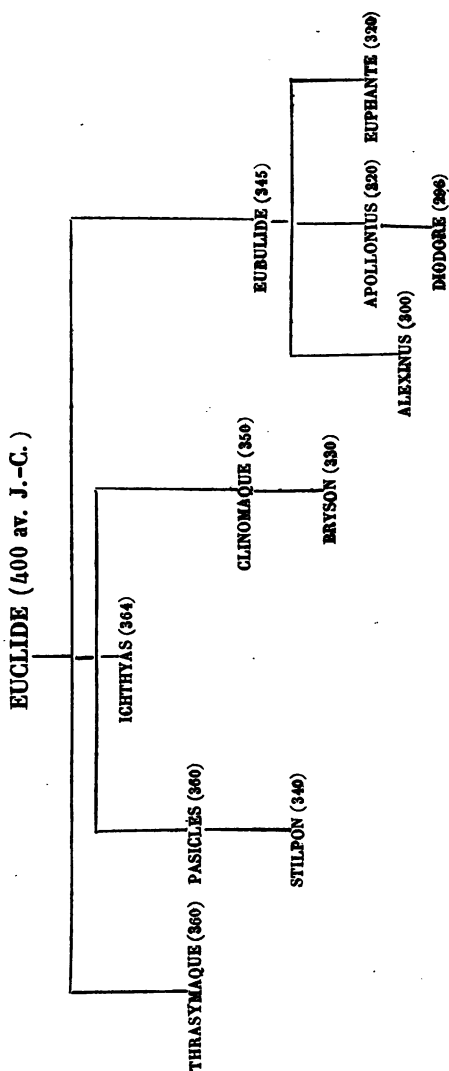 EUCLIDE (400 av. J.-C.)
ICHTHYAS (364)
THRASYMAQUE (360) PASICLÈS (360)
CLINOMAQUE (350)
EUBULIDE (345)
STILPON (340)
BRYSON (330)
APOLLONIUS (320) EUPHANTE (320)
ALEXINUS (300)
DIODORE (296)